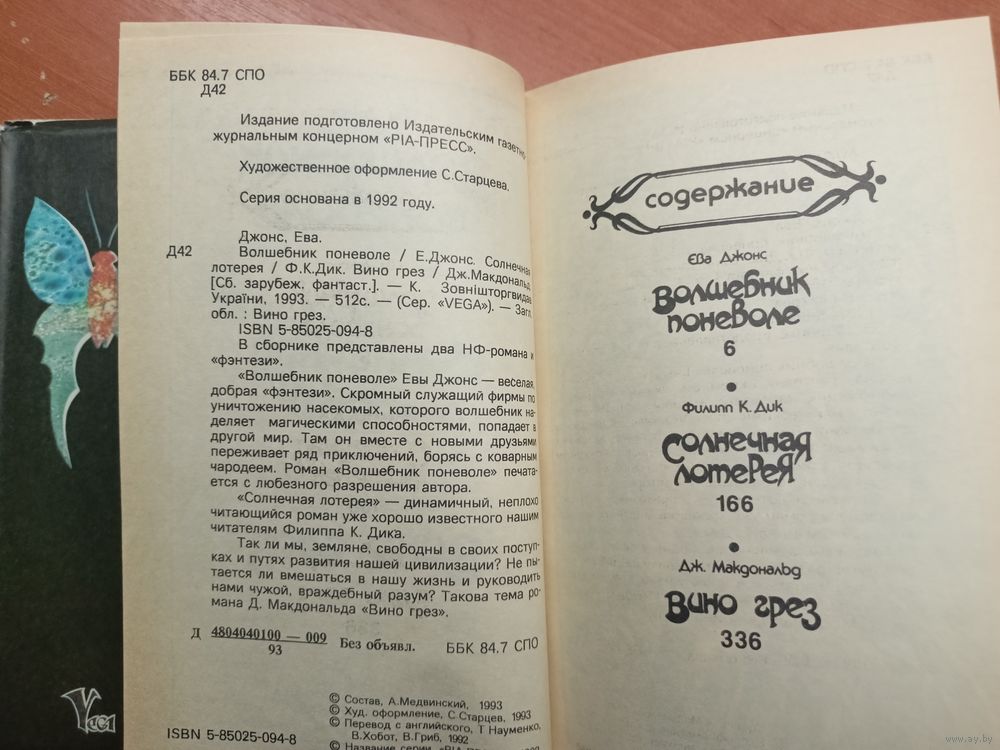 ББК 84.7 СПО
Д42
Издание подготовлено Издательским газетно-
журнальным концерном «РІА-ПРЕСС».
Художественное оформление С.Старцева.
Серия основана в 1992 году.
Джонс, Ева.
Д42 Волшебник поневоле / Е.Джонс. Солнечная
лотерея / Ф.К.Дик. Вино грез / Дж.Макдональд
[Сб. зарубеж. фантаст.]. — К. Зовнішторгвидав
України, 1993. — 512с. — (Сер. «VEGA»). — Загл.
обл. : Вино грез.
ISBN 5-85025-094-8
В сборнике представлены два НФ-романа и
«фэнтези».
«Волшебник поневоле» Евы Джонс — веселая,
добрая «фэнтези». Скромный служащий фирмы по
уничтожению насекомых, которого волшебник на-
деляет магическими способностями, попадает в
другой мир. Там он вместе с новыми друзьями
переживает ряд приключений, борясь с коварным
чародеем. Роман «Волшебник поневоле» печата-
ется с любезного разрешения автора.
«Солнечная лотерея» — динамичный, неплохо
читающийся роман уже хорошо известного нашим
читателям Филиппа К. Дика.
Так ли мы, земляне, свободны в своих поступ-
ках и путях развития нашей цивилизации? Не пы-
тается ли вмешаться в нашу жизнь и руководить
нами чужой, враждебный разум? Такова тема ро-
мана Д. Макдональда «Вино грез».
Д 4804040100 — 009
93
Без объявл. ББК 84.7 СПО
© Состав, А.Медвинский, 1993
© Худ. оформление, С.Старцев, 1993
© Перевод с английского, Т Науменко,
В.Хобот, В.Гриб, 1992
ISBN 5-85025-094-8
© Название серии,
содержание
Ева Джонс
Волшебник
поневоле
6
Филипп К. Дик
Солнечная
лотерея
166
Дж. Макдональд
Вино грез
336
www.ay.by